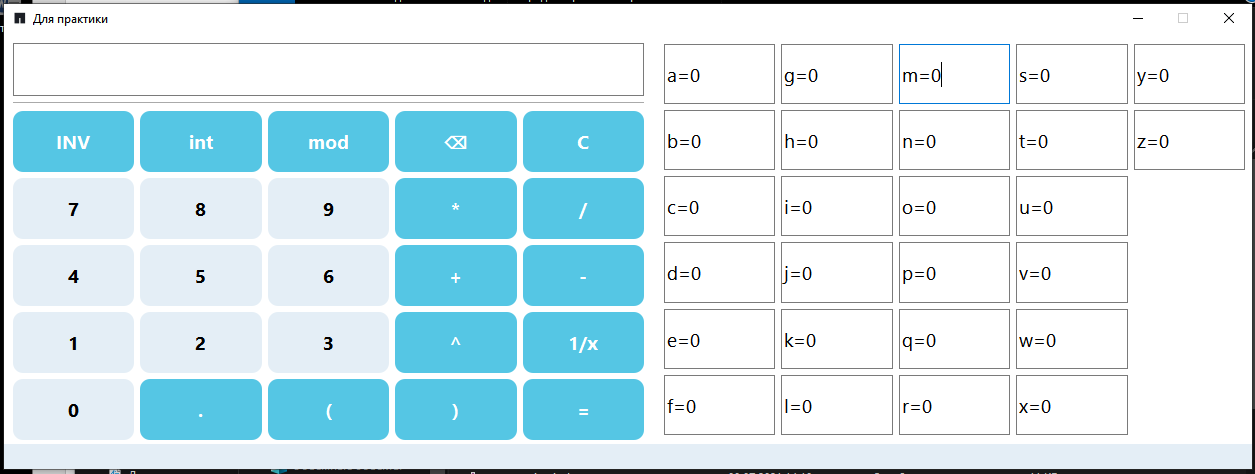 Для практики
INV int mod ⌫ C
7 8 9 * /
4 5 6 + -
1 2 3 ^ 1/x
0 . ( ) =
a=0 g=0 m=0 s=0 y=0
b=0 h=0 n=0 t=0 z=0
c=0 i=0 o=0 u=0
d=0 j=0 p=0 v=0
e=0 k=0 q=0 w=0
f=0 l=0 r=0 x=0